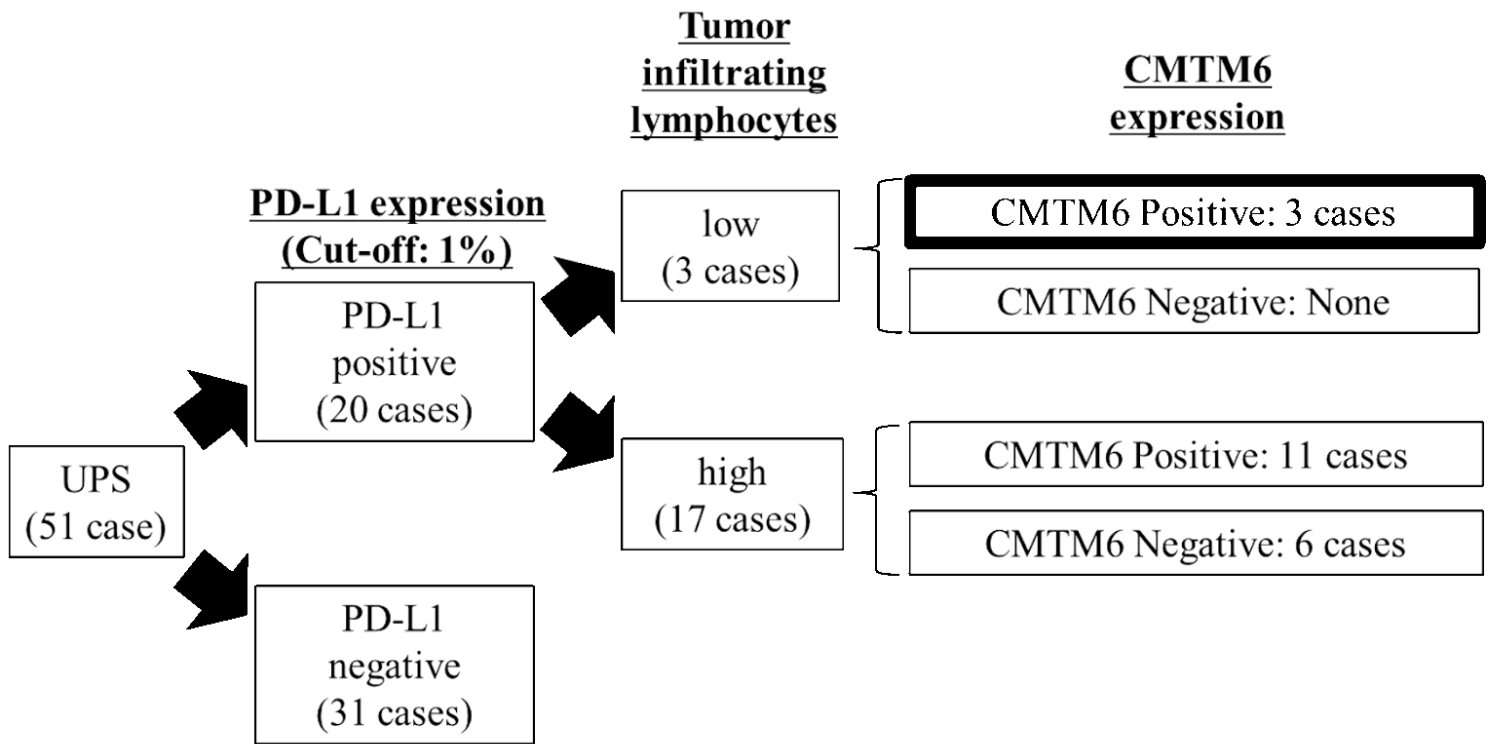 Tumor
infiltrating
lymphocytes
CMTM6
expression
PD-L1 expression
(Cut-off: 1%)
low
(3 cases)
CMTM6 Positive: 3 cases
CMTM6 Negative: None
PD-L1
positive
(20 cases)
high
(17 cases)
CMTM6 Positive: 11 cases
CMTM6 Negative: 6 cases
UPS
(51 case)
PD-L1
negative
(31 cases)